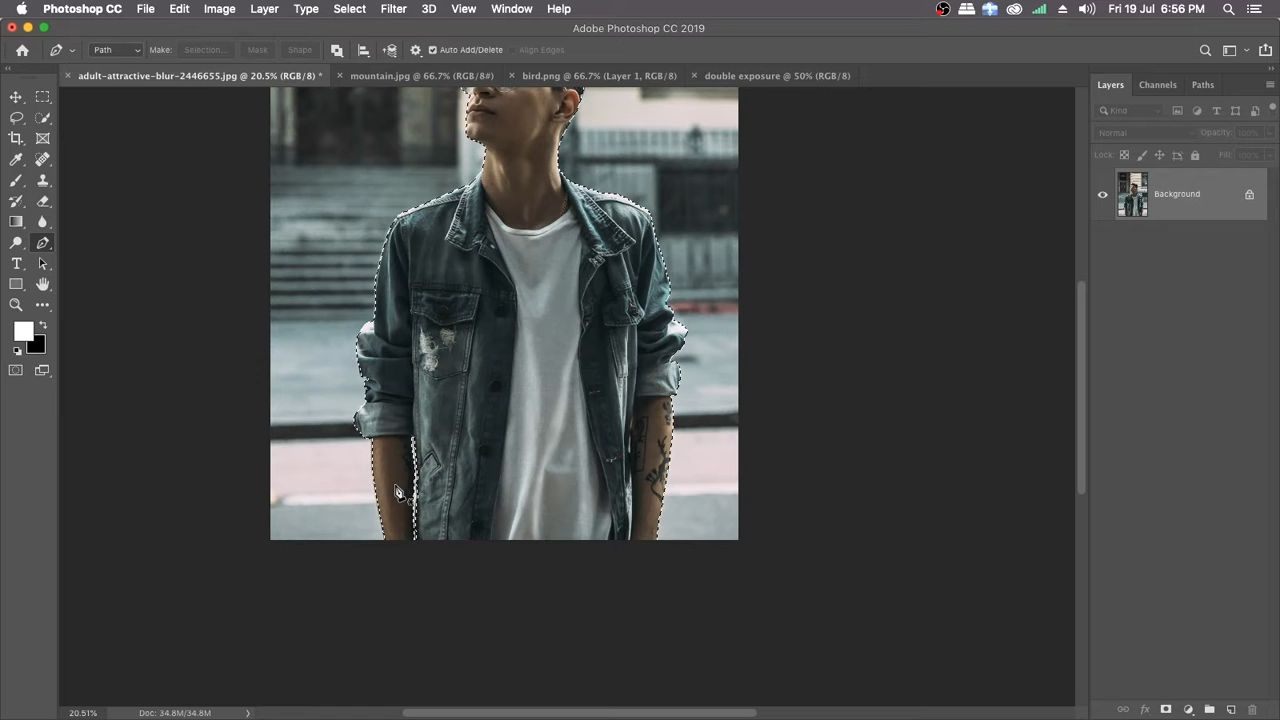 Photoshop CC File Edit Image Layer Type Select Filter 3D View Window Help Fri 19 Jul 6:56 PM
Adobe Photoshop CC 2019
Path Make: Selection... Mask Shape Auto Add/Delete Align Edges
adult-attractive-blur-2446655.jpg @ 20.5% (RGB/8) * mountain.jpg @ 66.7% (RGB/8#) bird.png @ 66.7% (Layer 1, RGB/8) double exposure @ 50% (RGB/8)
Layers Channels Paths
Kind
Normal Opacity: 100%
Lock: Fill: 100%
Background
20.51% Doc: 34.8M/34.8M